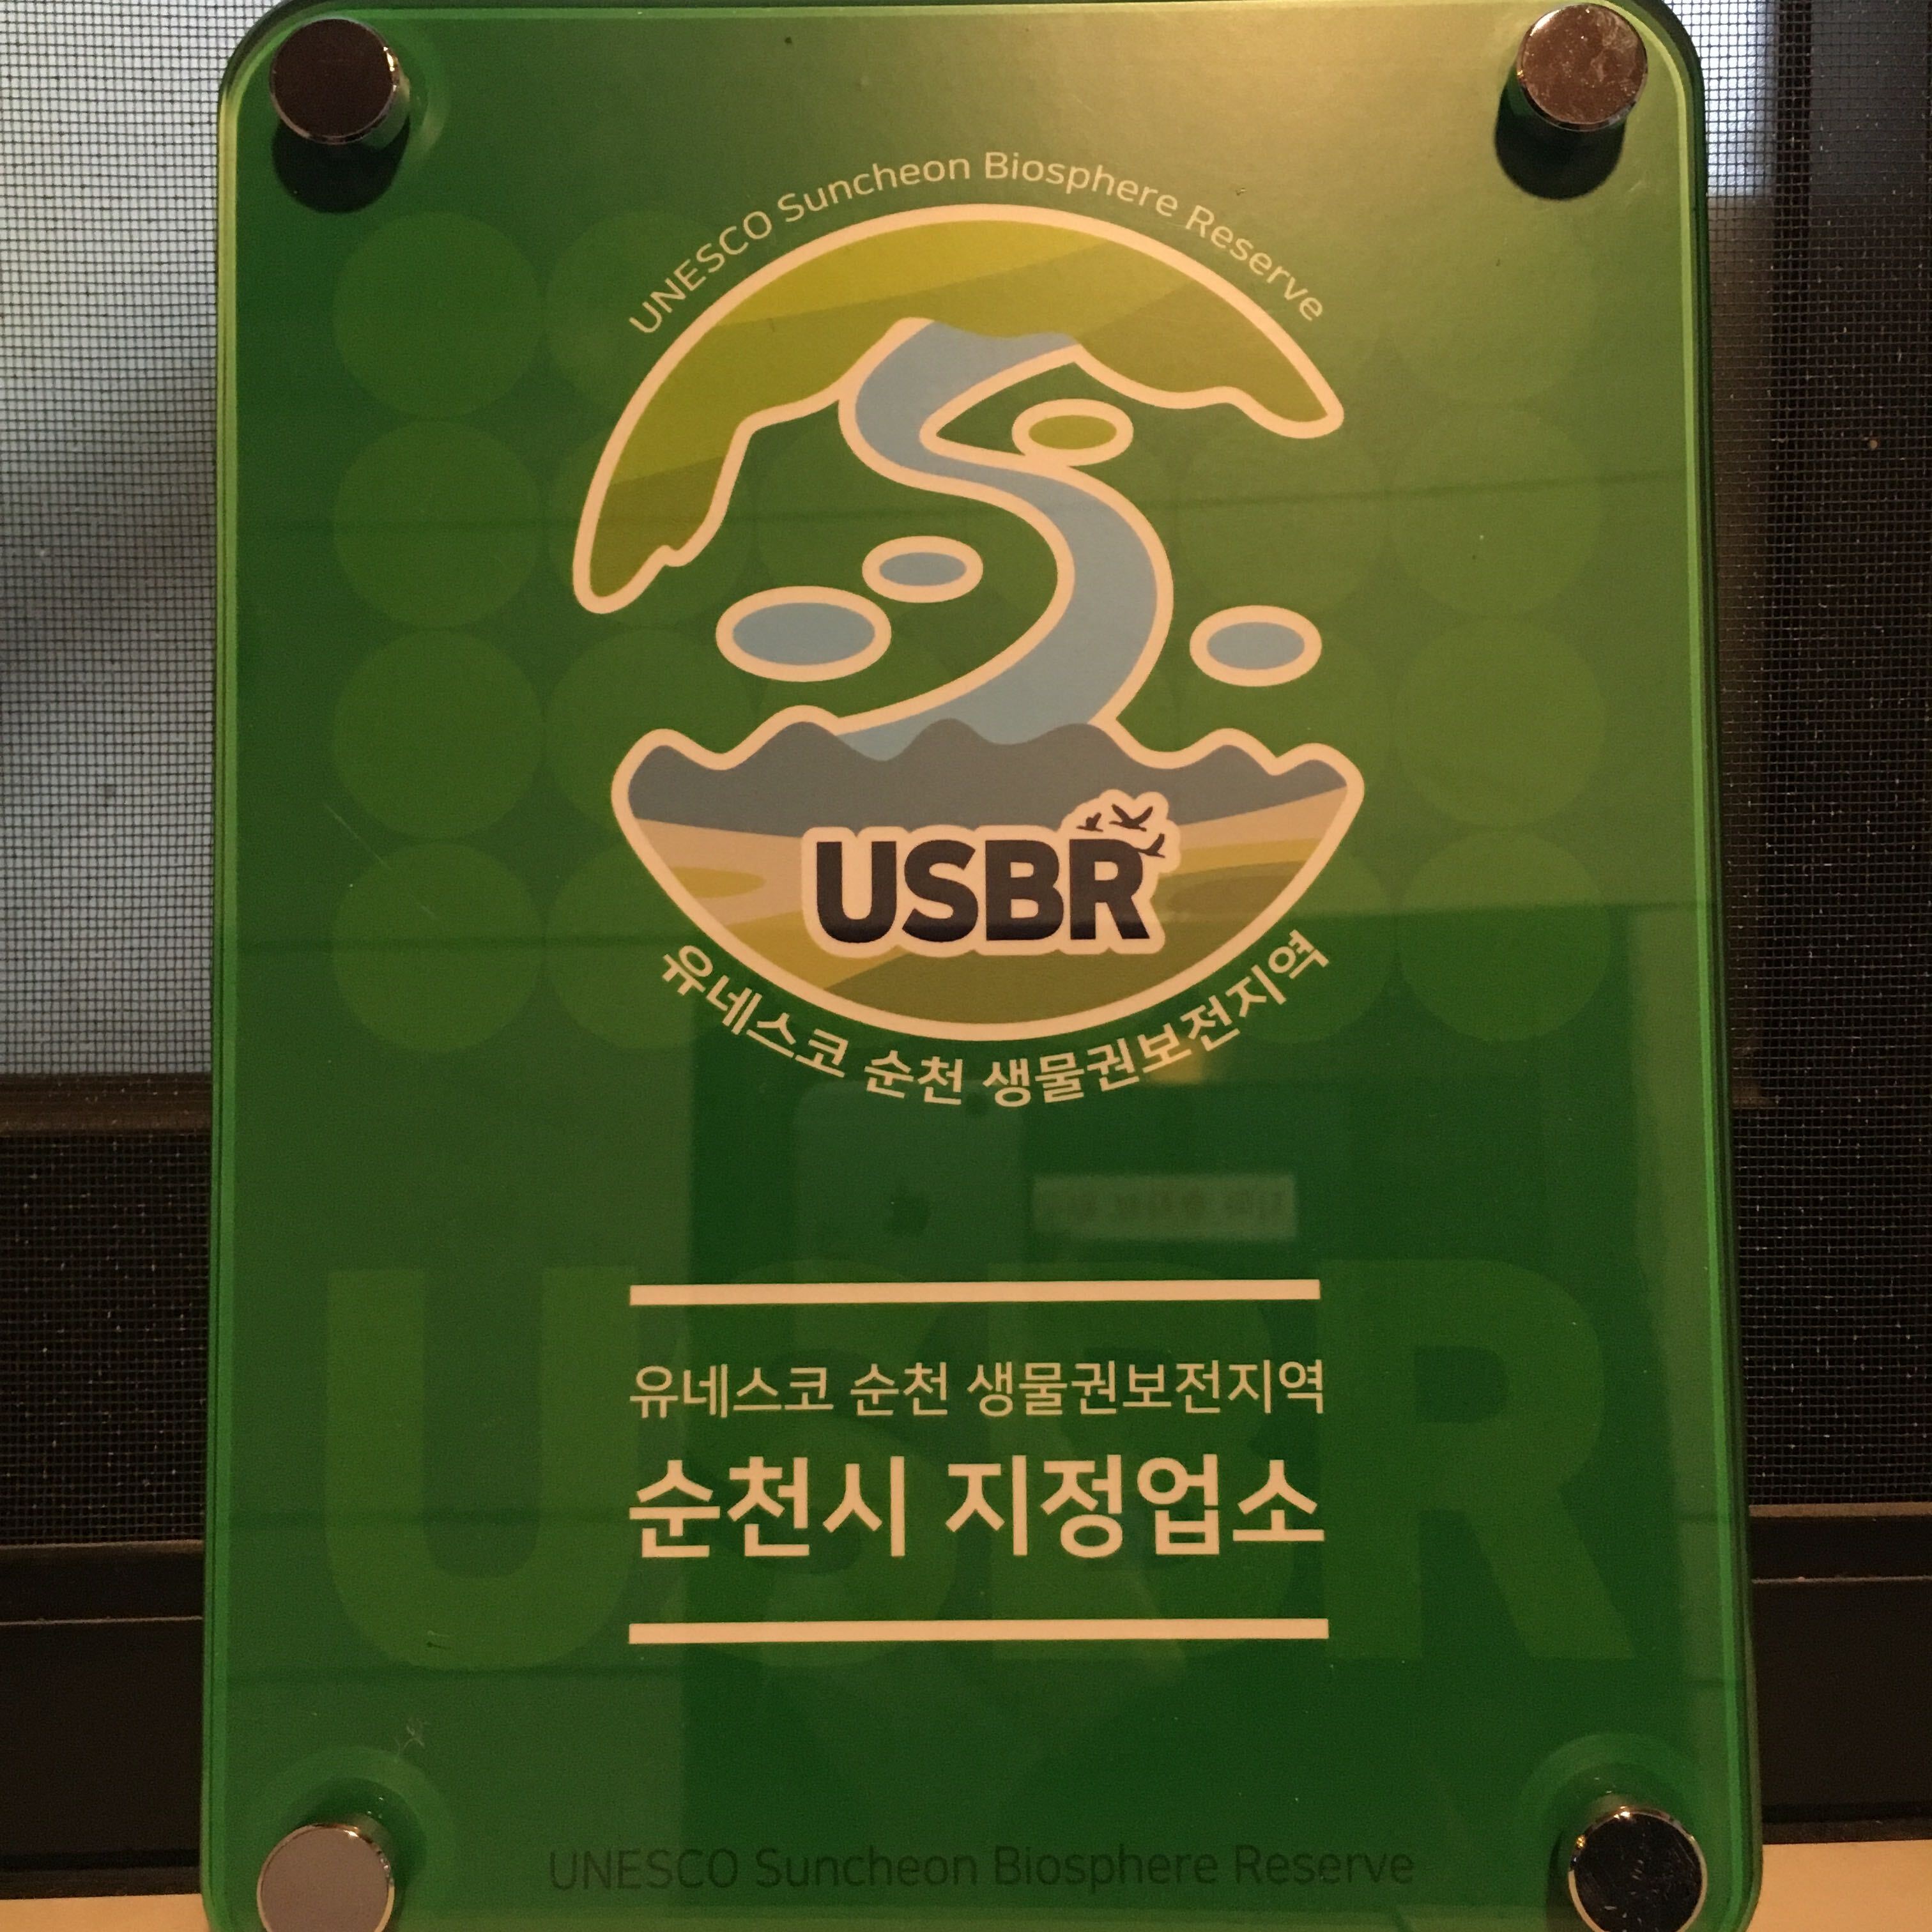 UNESCO Suncheon Biosphere Reserve
USBR
유네스코 순천 생물권보전지역
USBR
유네스코 순천 생물권보전지역
순천시 지정업소
UNESCO Suncheon Biosphere Reserve